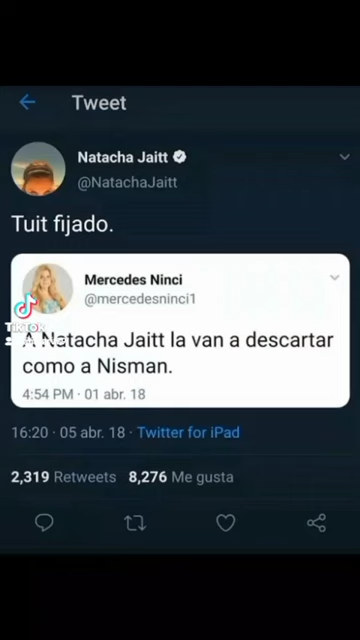 Tweet
Natacha Jaitt
@NatachaJaitt
Tuit fijado.
Mercedes Ninci
@mercedesninci1
TikTok
A Natacha Jaitt la van a descartar
como a Nisman.
4:54 PM · 01 abr. 18
16:20 · 05 abr. 18 · Twitter for iPad
2,319 Retweets 8,276 Me gusta